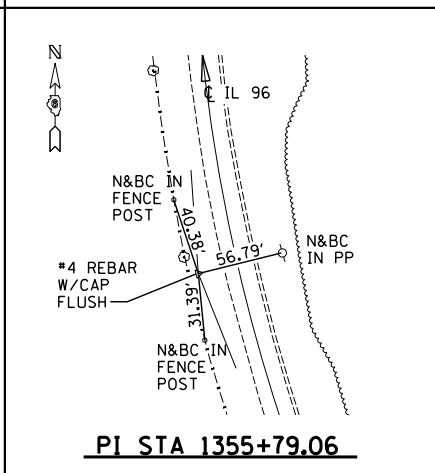 N
℄ IL 96
N&BC IN
FENCE
POST
40.38'
56.79'
N&BC
IN PP
#4 REBAR
W/CAP
FLUSH
31.39'
N&BC IN
FENCE
POST
PI STA 1355+79.06